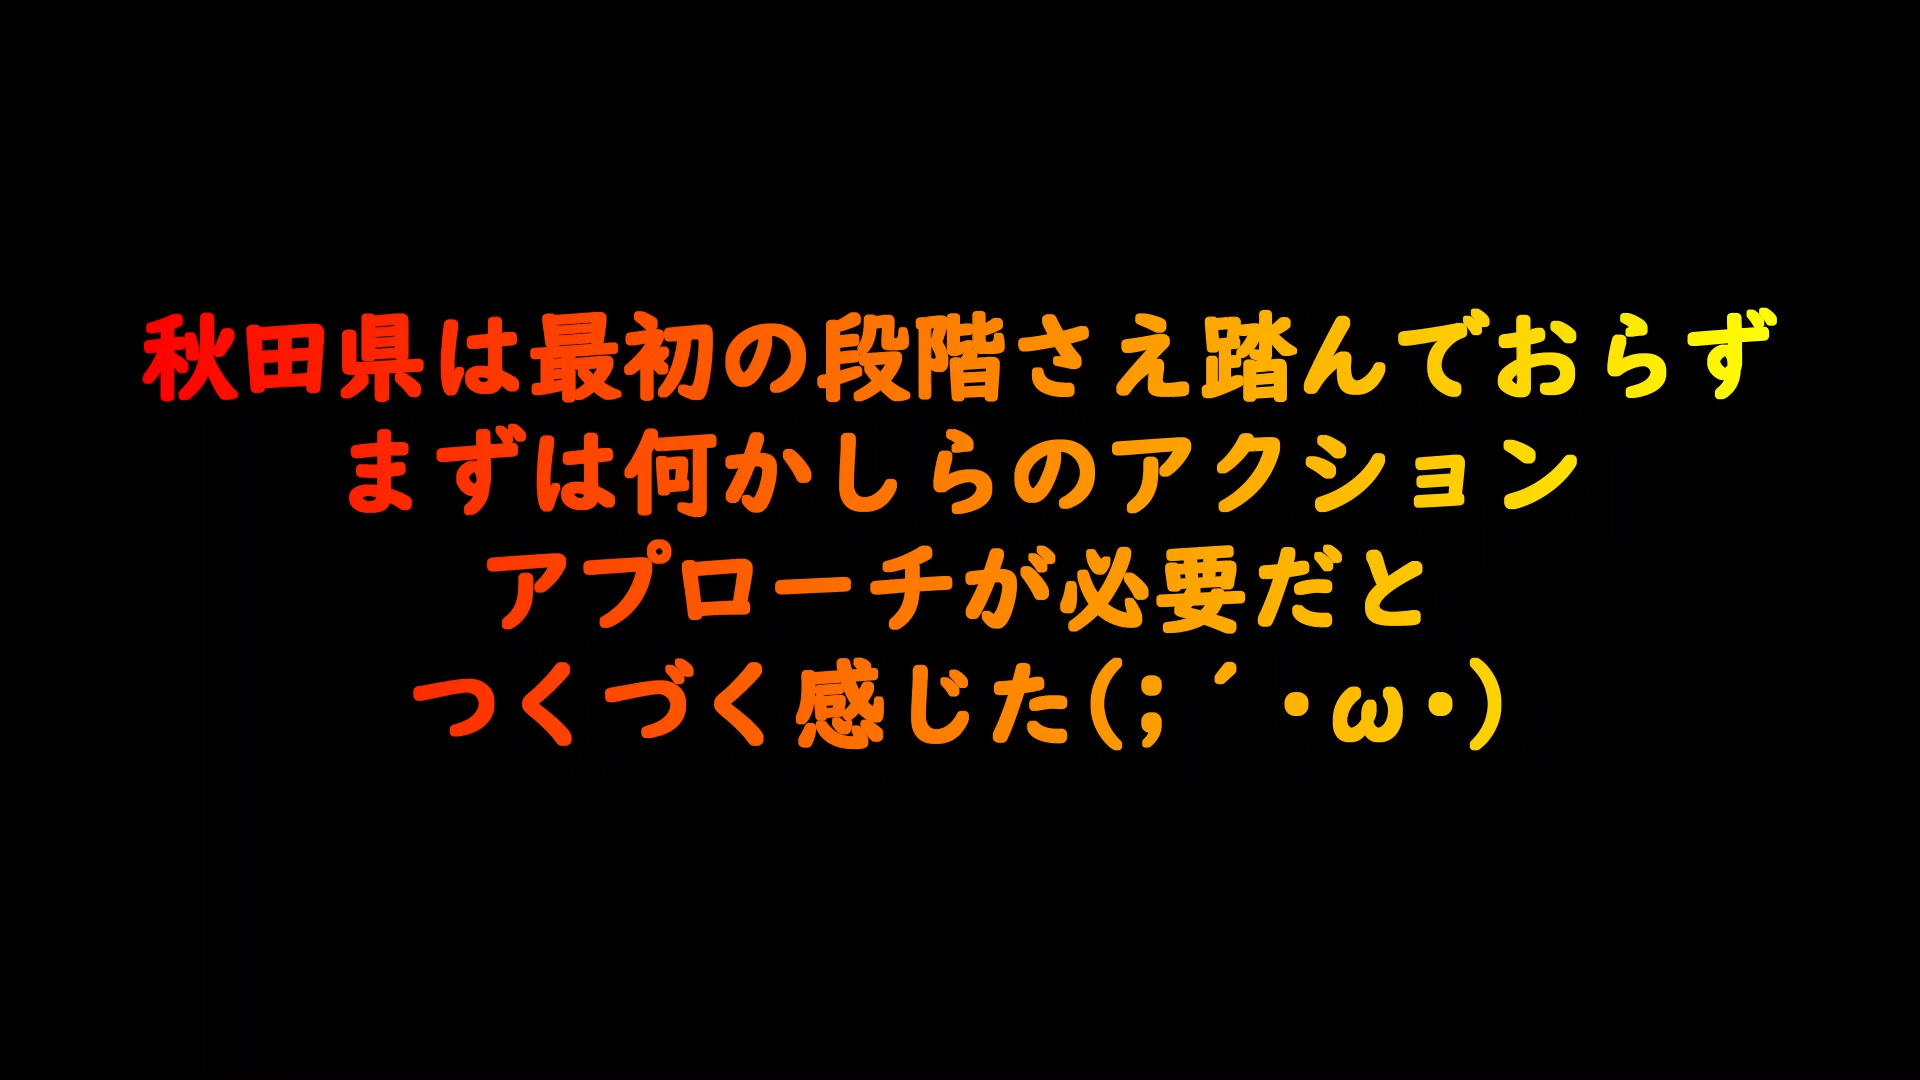 秋田県は最初の段階さえ踏んでおらず
まずは何かしらのアクション
アプローチが必要だと
つくづく感じた(;´・ω・)